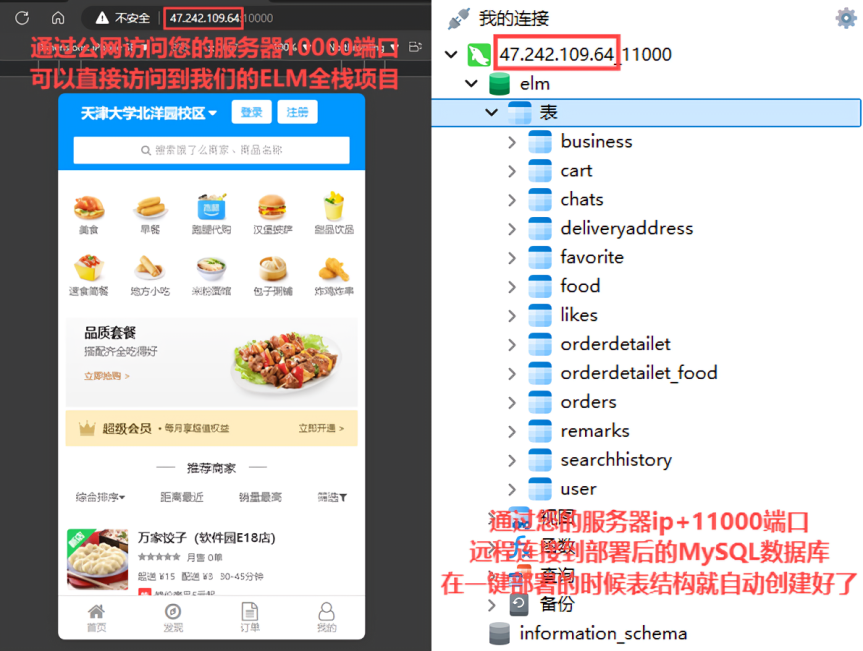 不安全
47.242.109.64:10000
通过公网访问您的服务器10000端口
可以直接访问到我们的ELM全栈项目
天津大学北洋园校区
登录
注册
搜索饿了么商家、商品名称
美食
早餐
跑腿代购
汉堡披萨
甜品饮品
速食简餐
地方小吃
米粉面馆
包子粥铺
炸鸡炸串
品质套餐
搭配齐全吃得好
立即抢购 >
超级会员 • 每月享超值权益
立即开通 >
推荐商家
综合排序
距离最近
销量最高
筛选
新店
万家饺子（软件园E18店）
月售 0单
起送 ¥15 配送 ¥3 30-45分钟
首页
发现
订单
我的
我的连接
47.242.109.64_11000
elm
表
business
cart
chats
deliveryaddress
favorite
food
likes
orderdetailet
orderdetailet_food
orders
remarks
searchhistory
user
视图
函数
查询
备份
information_schema
通过您的服务器ip+11000端口
远程连接到部署后的MySQL数据库
在一键部署的时候表结构就自动创建好了